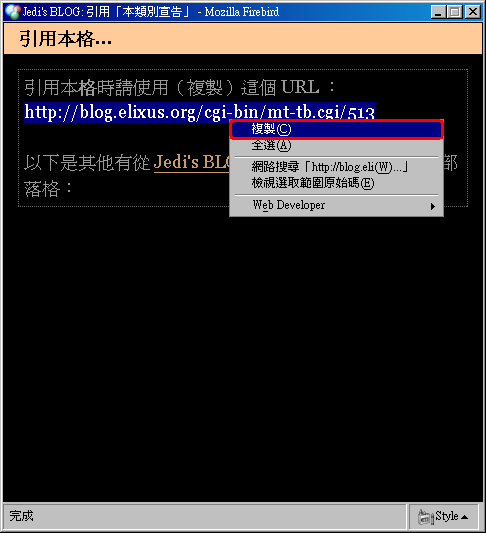 Jedi's BLOG: 引用「本類別宣告」 - Mozilla Firebird
引用本格...
引用本格時請使用（複製）這個 URL ：
http://blog.elixus.org/cgi-bin/mt-tb.cgi/513
複製(C)
全選(A)
以下是其他有從 Jedi's BLO
網路搜尋「http://blog.eli(W)...」
部
檢視選取範圍原始碼(E)
落格：
Web Developer
完成
Style